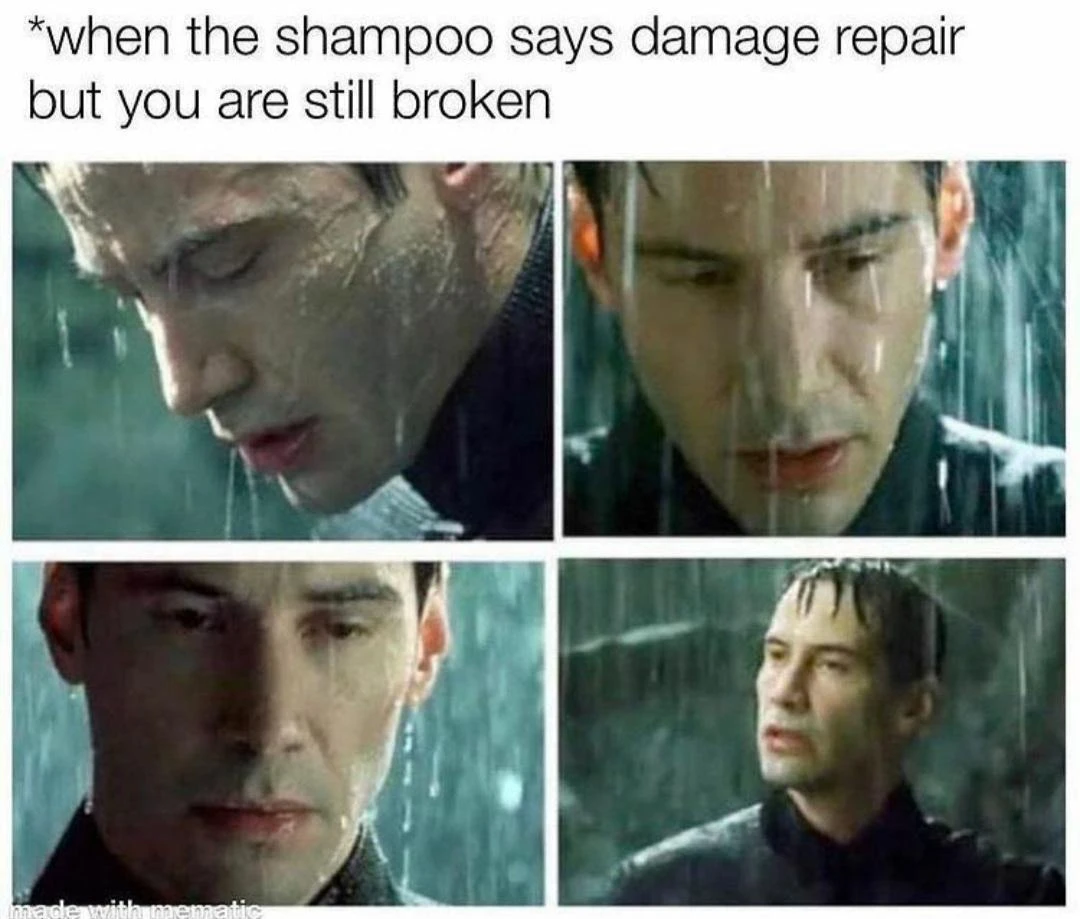 *when the shampoo says damage repair
but you are still broken
made with mematic